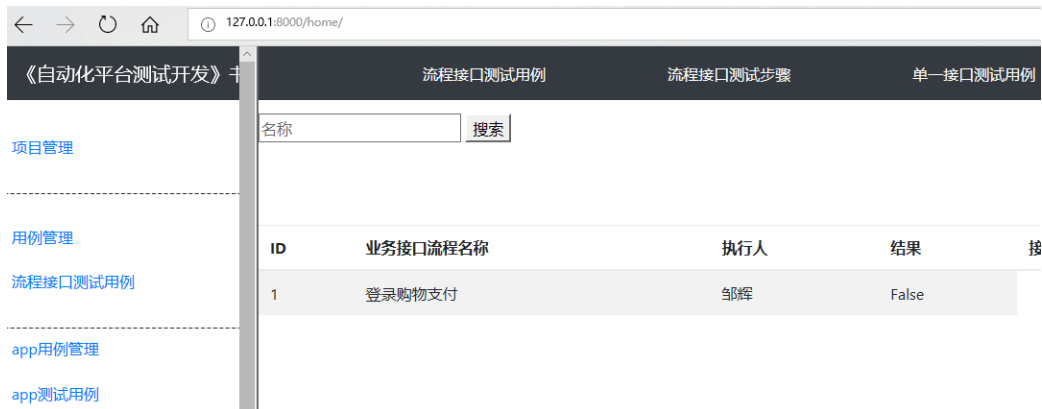 127.0.0.1:8000/home/
《自动化平台测试开发》
流程接口测试用例 流程接口测试步骤 单一接口测试用例
名称 搜索
项目管理
用例管理
流程接口测试用例
app用例管理
app测试用例
ID 业务接口流程名称 执行人 结果 接
1 登录购物支付 邹辉 False